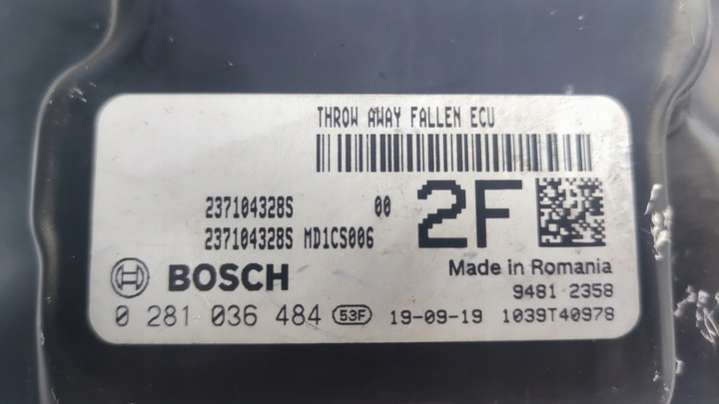 THROW AWAY FALLEN ECU
237104328S 00
237104328S MD1CS006
2F
BOSCH
Made in Romania
9481 2358
0 281 036 484 53F 19-09-19 1039T40978